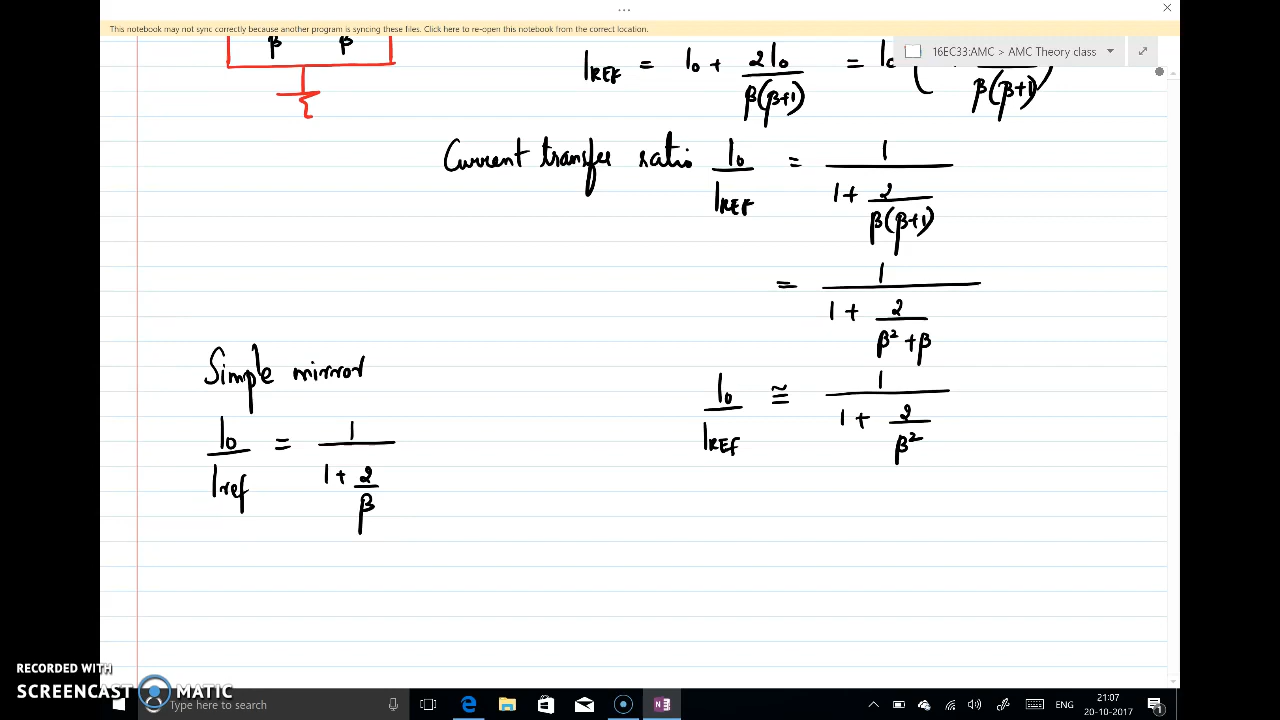 This notebook may not sync correctly because another program is syncing these files. Click here to re-open this notebook from the correct location.
16EC33:AMC > AMC Theory class
β β
IREF = I0 + 2I0 / β(β+1) = I0 ( β(β+1) )
Current transfer ratio I0 / IREF = 1 / (1 + 2 / β(β+1))
= 1 / (1 + 2 / β² + β)
Simple mirror
I0 / IREF ≅ 1 / (1 + 2 / β²)
I0 / Iref = 1 / (1 + 2 / β)
RECORDED WITH
SCREENCAST MATIC
Type here to search
ENG
21:07
20-10-2017